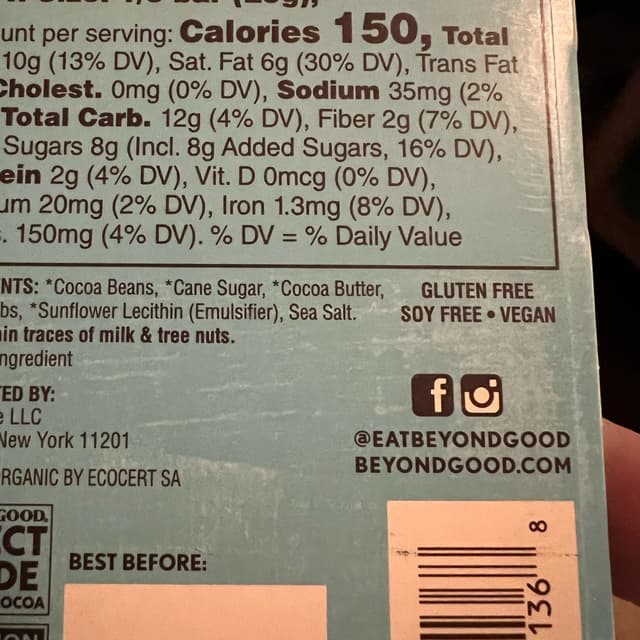 unt per serving: Calories 150, Total
10g (13% DV), Sat. Fat 6g (30% DV), Trans Fat
Cholest. 0mg (0% DV), Sodium 35mg (2%
Total Carb. 12g (4% DV), Fiber 2g (7% DV),
Sugars 8g (Incl. 8g Added Sugars, 16% DV),
ein 2g (4% DV), Vit. D 0mcg (0% DV),
um 20mg (2% DV), Iron 1.3mg (8% DV),
. 150mg (4% DV). % DV = % Daily Value
NTS: *Cocoa Beans, *Cane Sugar, *Cocoa Butter,
bs, *Sunflower Lecithin (Emulsifier), Sea Salt.
in traces of milk & tree nuts.
ngredient
GLUTEN FREE
SOY FREE • VEGAN
TED BY:
e LLC
New York 11201
RGANIC BY ECOCERT SA
@EATBEYONDGOOD
BEYONDGOOD.COM
GOOD.
CT
DE
OCOA
BEST BEFORE:
136
8